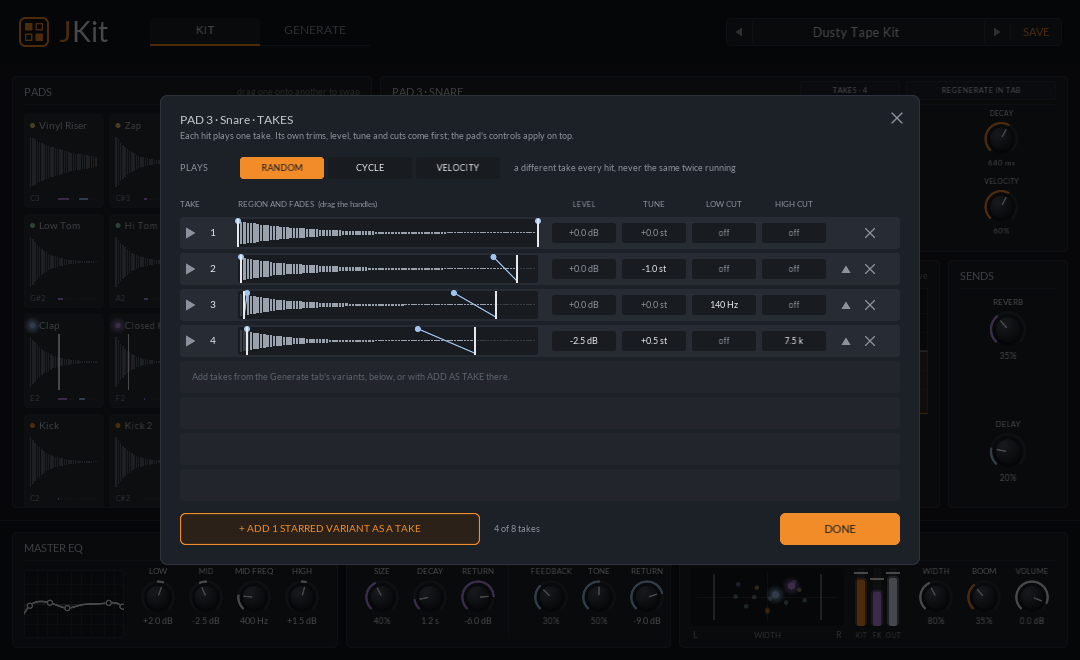 JKit
KIT
GENERATE
Dusty Tape Kit
SAVE
PADS
drag one onto another to swap
PAD 3 · SNARE
TAKES · 4
REGENERATE IN TAB
Vinyl Riser
Zap
C3
C#3
Low Tom
Hi Tom
G#2
A2
Clap
Closed
E2
F2
Kick
Kick 2
C2
C#2
DECAY
640 ms
VELOCITY
60%
SENDS
REVERB
35%
DELAY
20%
PAD 3 · Snare · TAKES
Each hit plays one take. Its own trims, level, tune and cuts come first; the pad's controls apply on top.
PLAYS
RANDOM
CYCLE
VELOCITY
a different take every hit, never the same twice running
TAKE
REGION AND FADES (drag the handles)
LEVEL
TUNE
LOW CUT
HIGH CUT
1
+0.0 dB
+0.0 st
off
off
2
+0.0 dB
-1.0 st
off
off
3
+0.0 dB
+0.0 st
140 Hz
off
4
-2.5 dB
+0.5 st
off
7.5 k
Add takes from the Generate tab's variants, below, or with ADD AS TAKE there.
+ ADD 1 STARRED VARIANT AS A TAKE
4 of 8 takes
DONE
MASTER EQ
LOW
MID
MID FREQ
HIGH
+2.0 dB
-2.5 dB
400 Hz
+1.5 dB
SIZE
DECAY
RETURN
40%
1.2 s
-6.0 dB
FEEDBACK
TONE
RETURN
30%
50%
-9.0 dB
L
WIDTH
R
KIT
FX
OUT
WIDTH
BOOM
VOLUME
80%
35%
0.0 dB